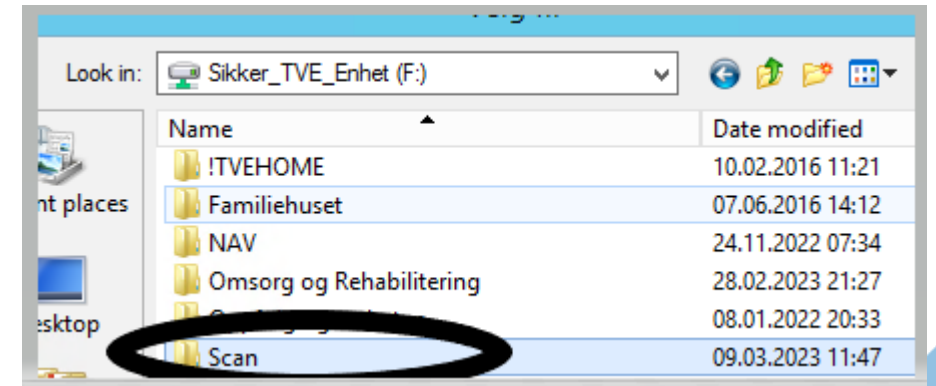 Look in: Sikker_TVE_Enhet (F:)
Name Date modified
!TVEHOME 10.02.2016 11:21
nt places Familiehuset 07.06.2016 14:12
NAV 24.11.2022 07:34
Omsorg og Rehabilitering 28.02.2023 21:27
esktop 08.01.2022 20:33
Scan 09.03.2023 11:47